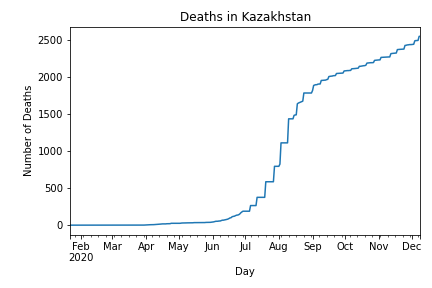 Deaths in Kazakhstan
Number of Deaths
2500
2000
1500
1000
500
0
Feb Mar Apr May Jun Jul Aug Sep Oct Nov Dec
2020
Day